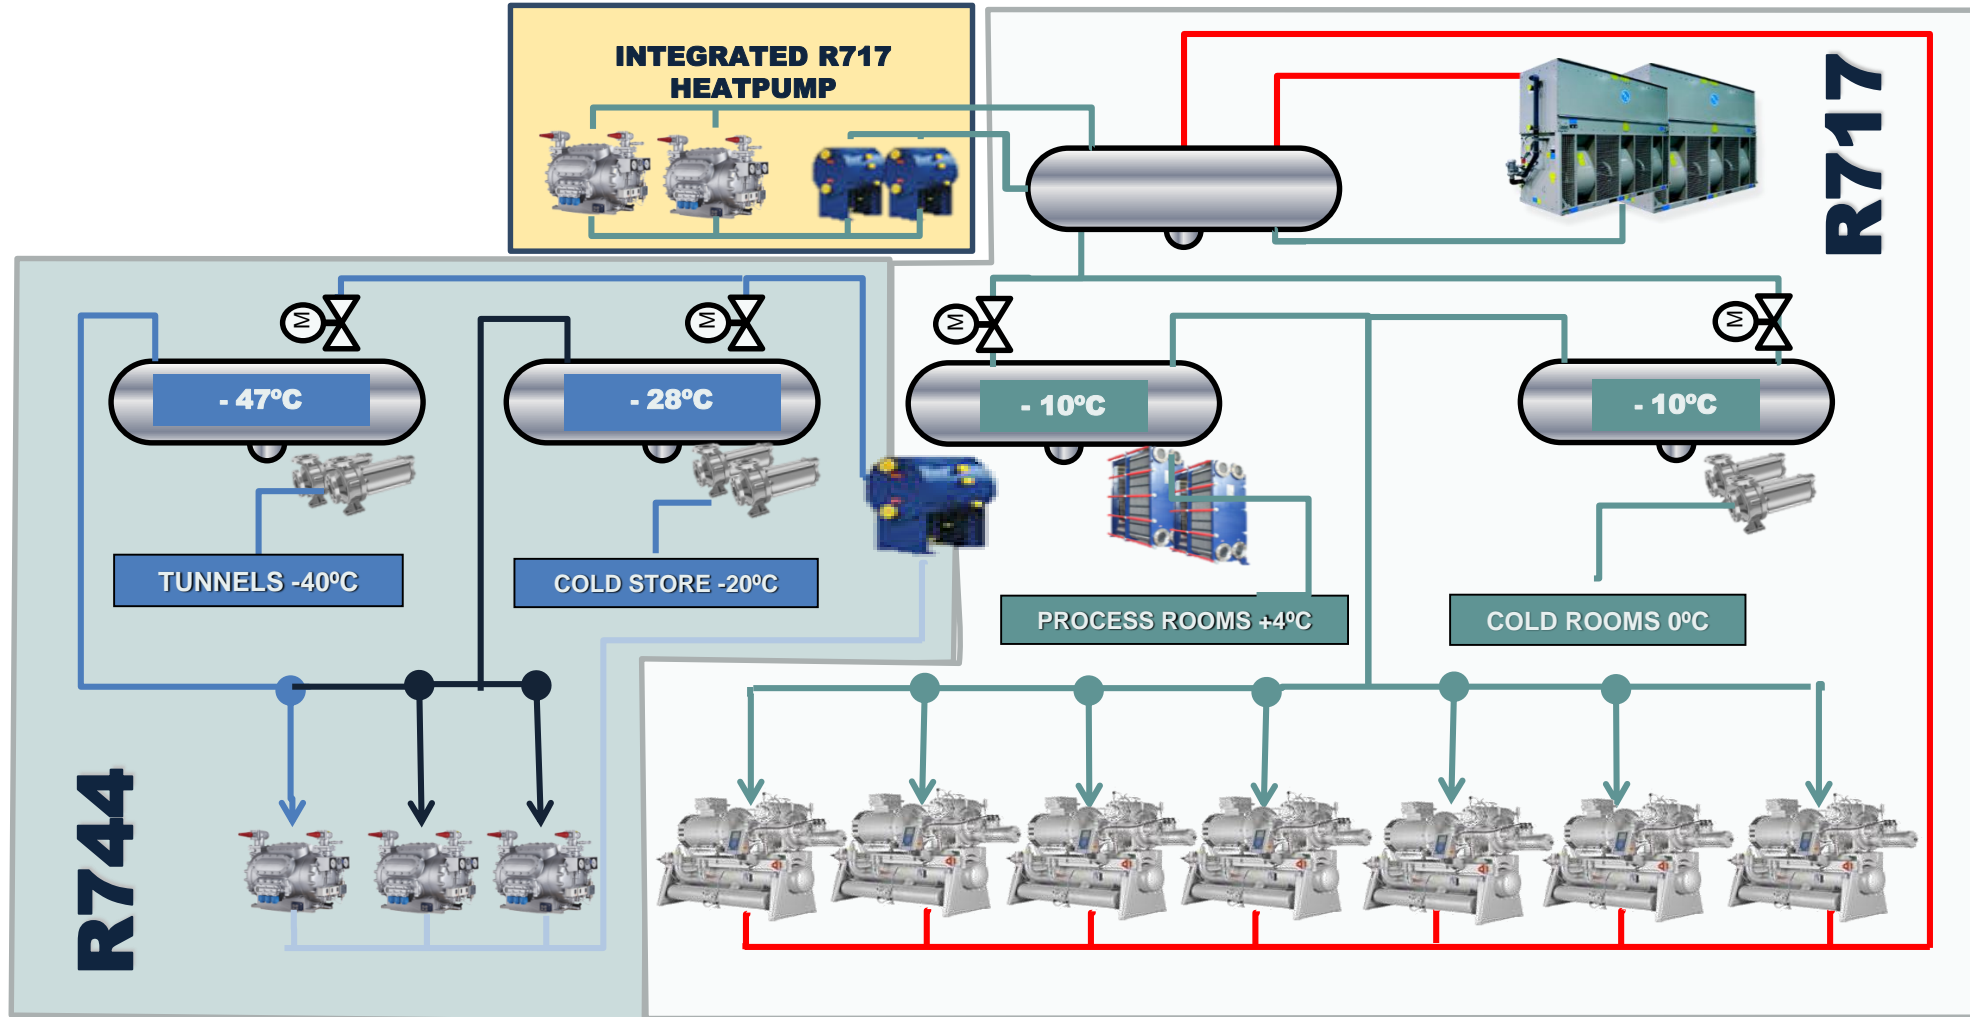 INTEGRATED R717
HEATPUMP
R717
M
M
M
M
- 47ºC
- 28ºC
- 10ºC
- 10ºC
TUNNELS -40ºC
COLD STORE -20ºC
PROCESS ROOMS +4ºC
COLD ROOMS 0ºC
R744